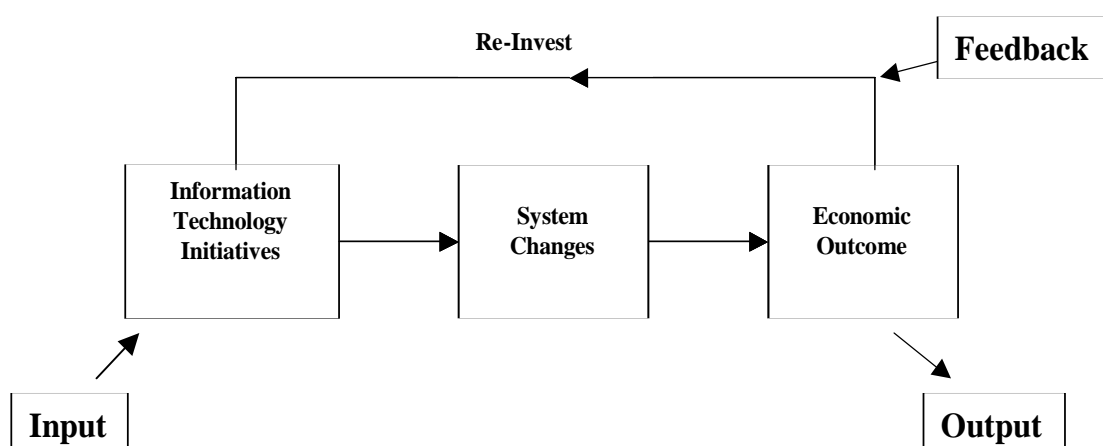 Re-Invest
Feedback
Information
Technology
Initiatives
System
Changes
Economic
Outcome
Input
Output